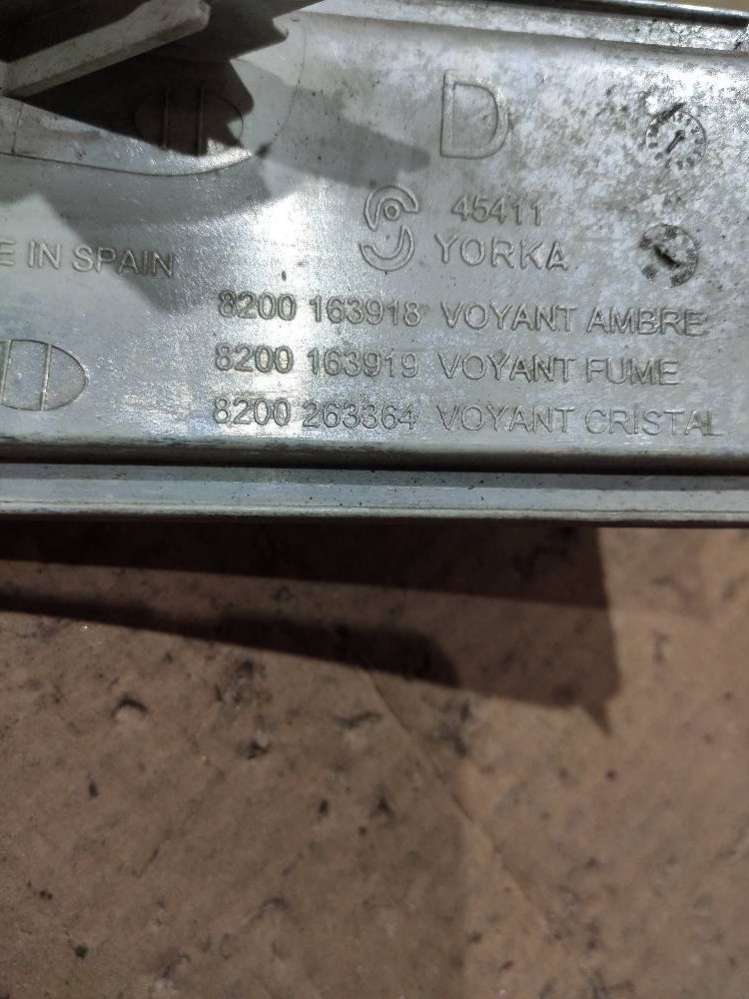 D
45411
YORKA
E IN SPAIN
8200 163918 VOYANT AMBRE
8200 163919 VOYANT FUME
8200 263364 VOYANT CRISTAL